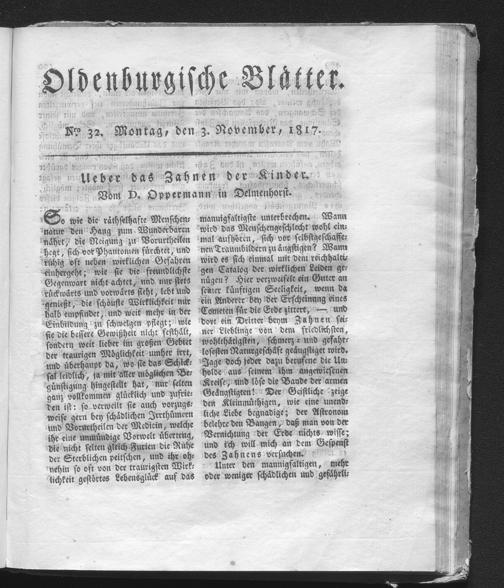 Oldenburgische Blätter.
Nro 32. Montag, den 3. November, 1817.
Ueber das Zahnen der Kinder.
Vom D. Oppermann in Delmenhorst.
So wie die räthselhafte Menschen-
natur den Hang zum Wunderbaren
nährt, die Neigung zu Vorurtheilen
hegt, sich vor Phantomen fürchtet, und
ruhig oft neben wirklichen Gefahren
einhergeht; wie sie die freundlichste
Gegenwart nicht achtet, und nur stets
rückwärts und vorwärts sieht, lebt und
genießt, die schönste Wirklichkeit nur
halb empfindet, und weit mehr in der
Einbildung zu schwelgen pflegt; wie
sie die bessere Gewißheit nicht festhält,
sondern weit lieber im großen Gebiet
der traurigen Möglichkeit umher irrt,
und überhaupt da, wo sie das Schick-
sal leiblich, ja mit aller möglichen Be-
günstigung hingestellt hat, nur selten
ganz vollkommen glücklich und zufrie-
den ist: so verweilt sie auch vorzugs-
weise gern bey schädlichen Irrthümern
und Vorurtheilen der Medicin, welche
ihr eine unmündige Vorwelt übertrug,
die nicht selten gleich Furien die Ruhe
der Sterblichen peitschen, und ihr oh-
nehin so oft von der traurigsten Wirk-
lichkeit gestörtes Lebensglück auf das
mannigfaltigste unterbrechen. Wann
wird das Menschengeschlecht wohl ein-
mal aufhören, sich vor selbstgeschaffe-
nen Traumbildern zu ängstigen? Wann
wird es sich einmal mit dem reichhalti-
gen Catalog der wirklichen Leiden ge-
nügen? Hier verzweifelt ein Guter an
seiner künftigen Seeligkeit, wenn da
ein Anderer bey der Erscheinung eines
Cometen für die Erde zittert, — und
dort ein Dritter beym Zahnen sei-
ner Lieblinge von dem friedlichsten,
wohlthätigsten, schmerz- und gefahr-
losesten Naturgeschäft geängstiget wird.
Jage doch jeder dazu berufene die Un-
holde aus seinem ihm angewiesenen
Kreise, und löse die Bande der armen
Geängstigten! Der Geistliche zeige
den Kleinmüthigen, wie eine unend-
liche Liebe begnadige; der Astronom
belehre den Bangen, daß man von der
Vernichtung der Erde nichts wisse;
und ich will mich an dem Gespenst
des Zahnens versuchen.
Unter den mannigfaltigen, mehr
oder weniger schädlichen und gefährli-